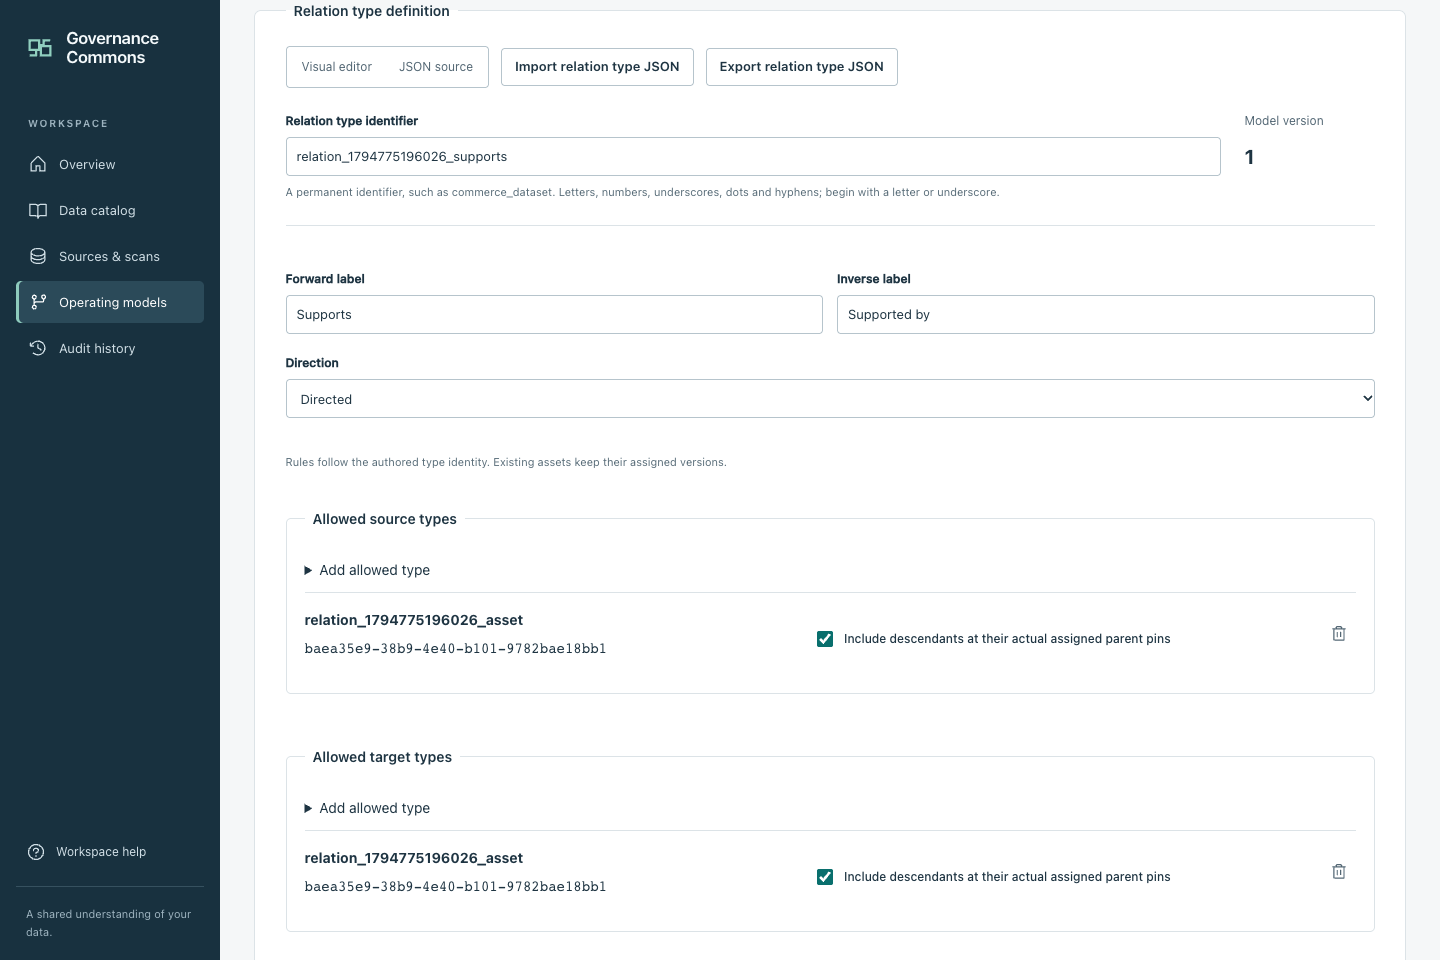 Governance
Commons
WORKSPACE
Overview
Data catalog
Sources & scans
Operating models
Audit history
Workspace help
A shared understanding of your
data.
Relation type definition
Visual editor
JSON source
Import relation type JSON
Export relation type JSON
Relation type identifier
relation_1794775196026_supports
A permanent identifier, such as commerce_dataset. Letters, numbers, underscores, dots and hyphens; begin with a letter or underscore.
Model version
1
Forward label
Supports
Inverse label
Supported by
Direction
Directed
Rules follow the authored type identity. Existing assets keep their assigned versions.
Allowed source types
Add allowed type
relation_1794775196026_asset
baea35e9-38b9-4e40-b101-9782bae18bb1
Include descendants at their actual assigned parent pins
Allowed target types
Add allowed type
relation_1794775196026_asset
baea35e9-38b9-4e40-b101-9782bae18bb1
Include descendants at their actual assigned parent pins